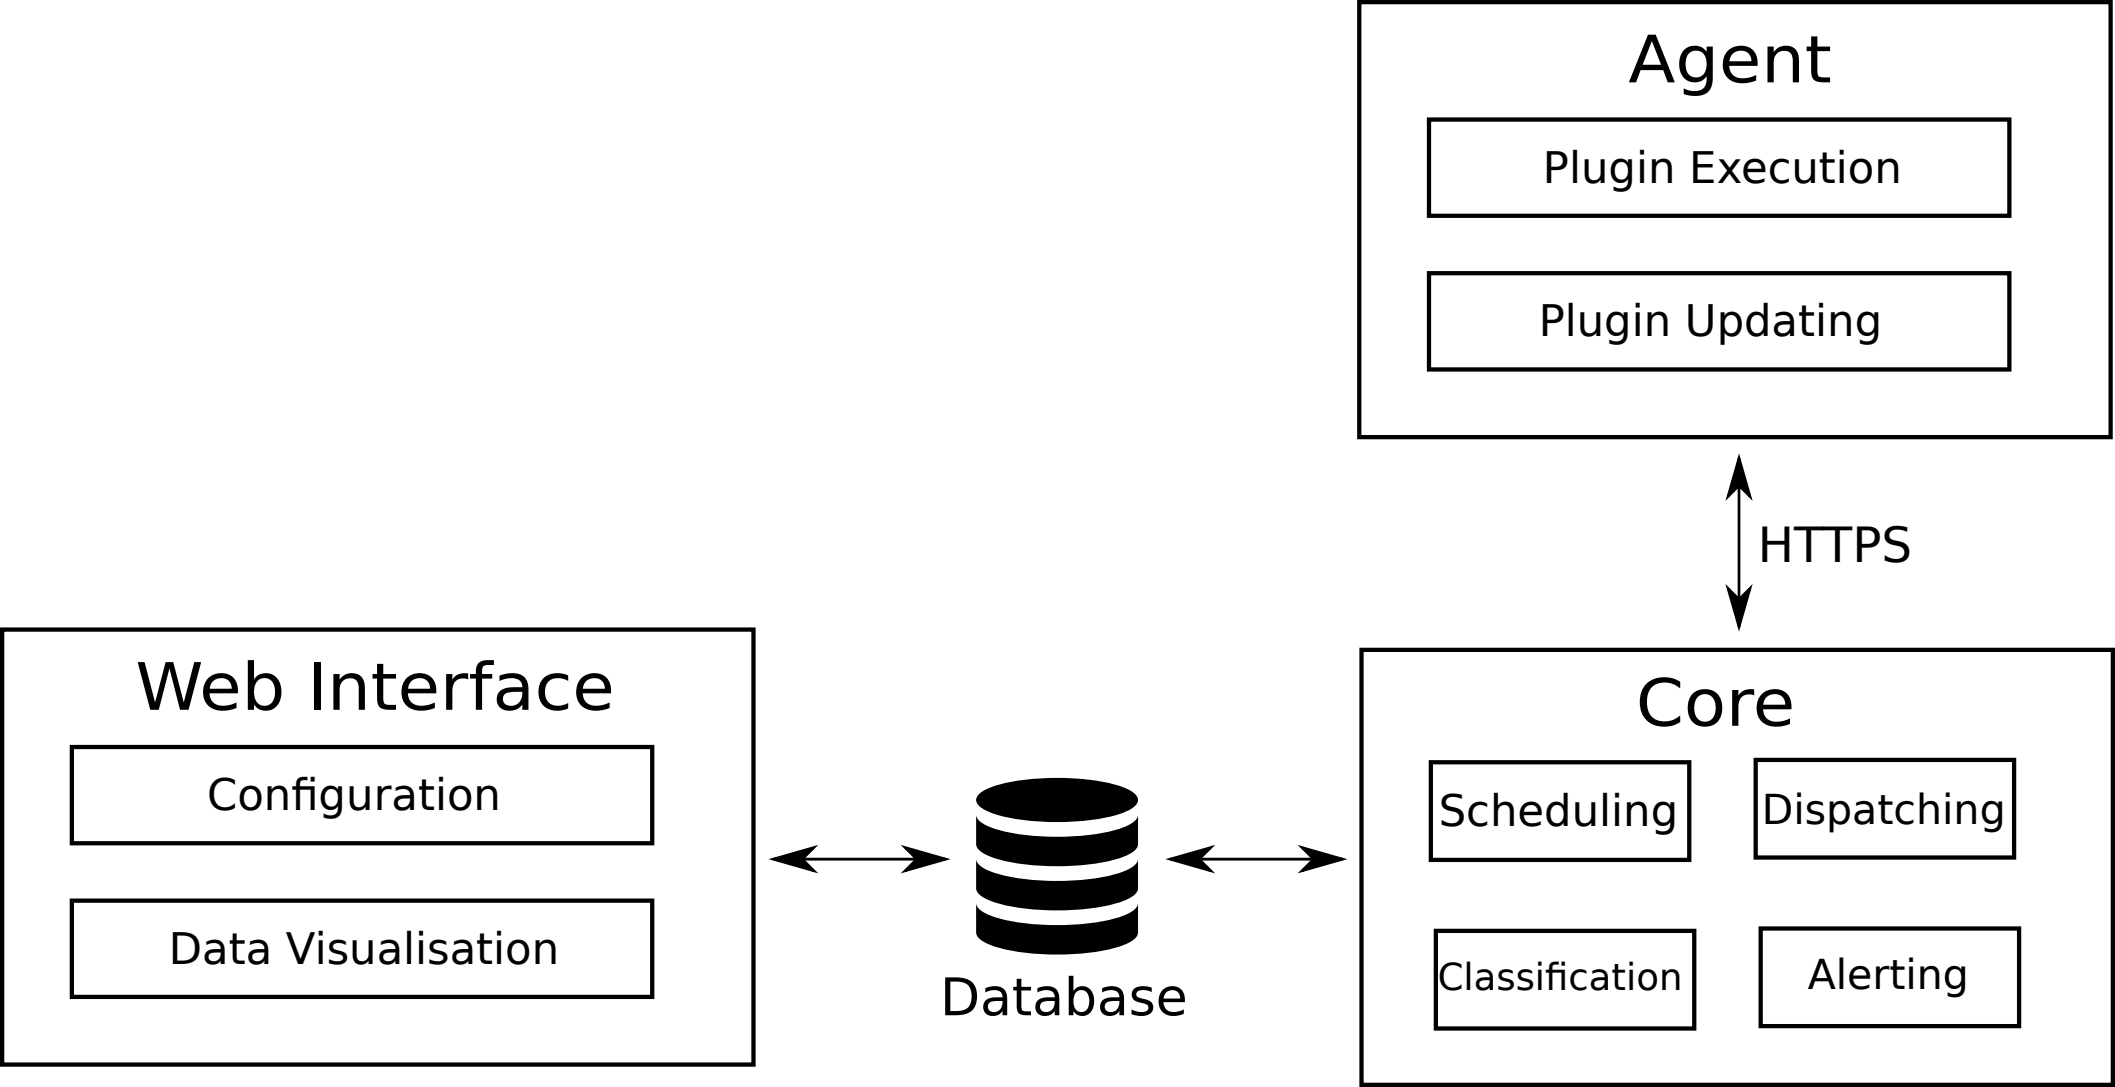 Agent
Plugin Execution
Plugin Updating
HTTPS
Web Interface
Configuration
Data Visualisation
Database
Core
Scheduling
Dispatching
Classification
Alerting